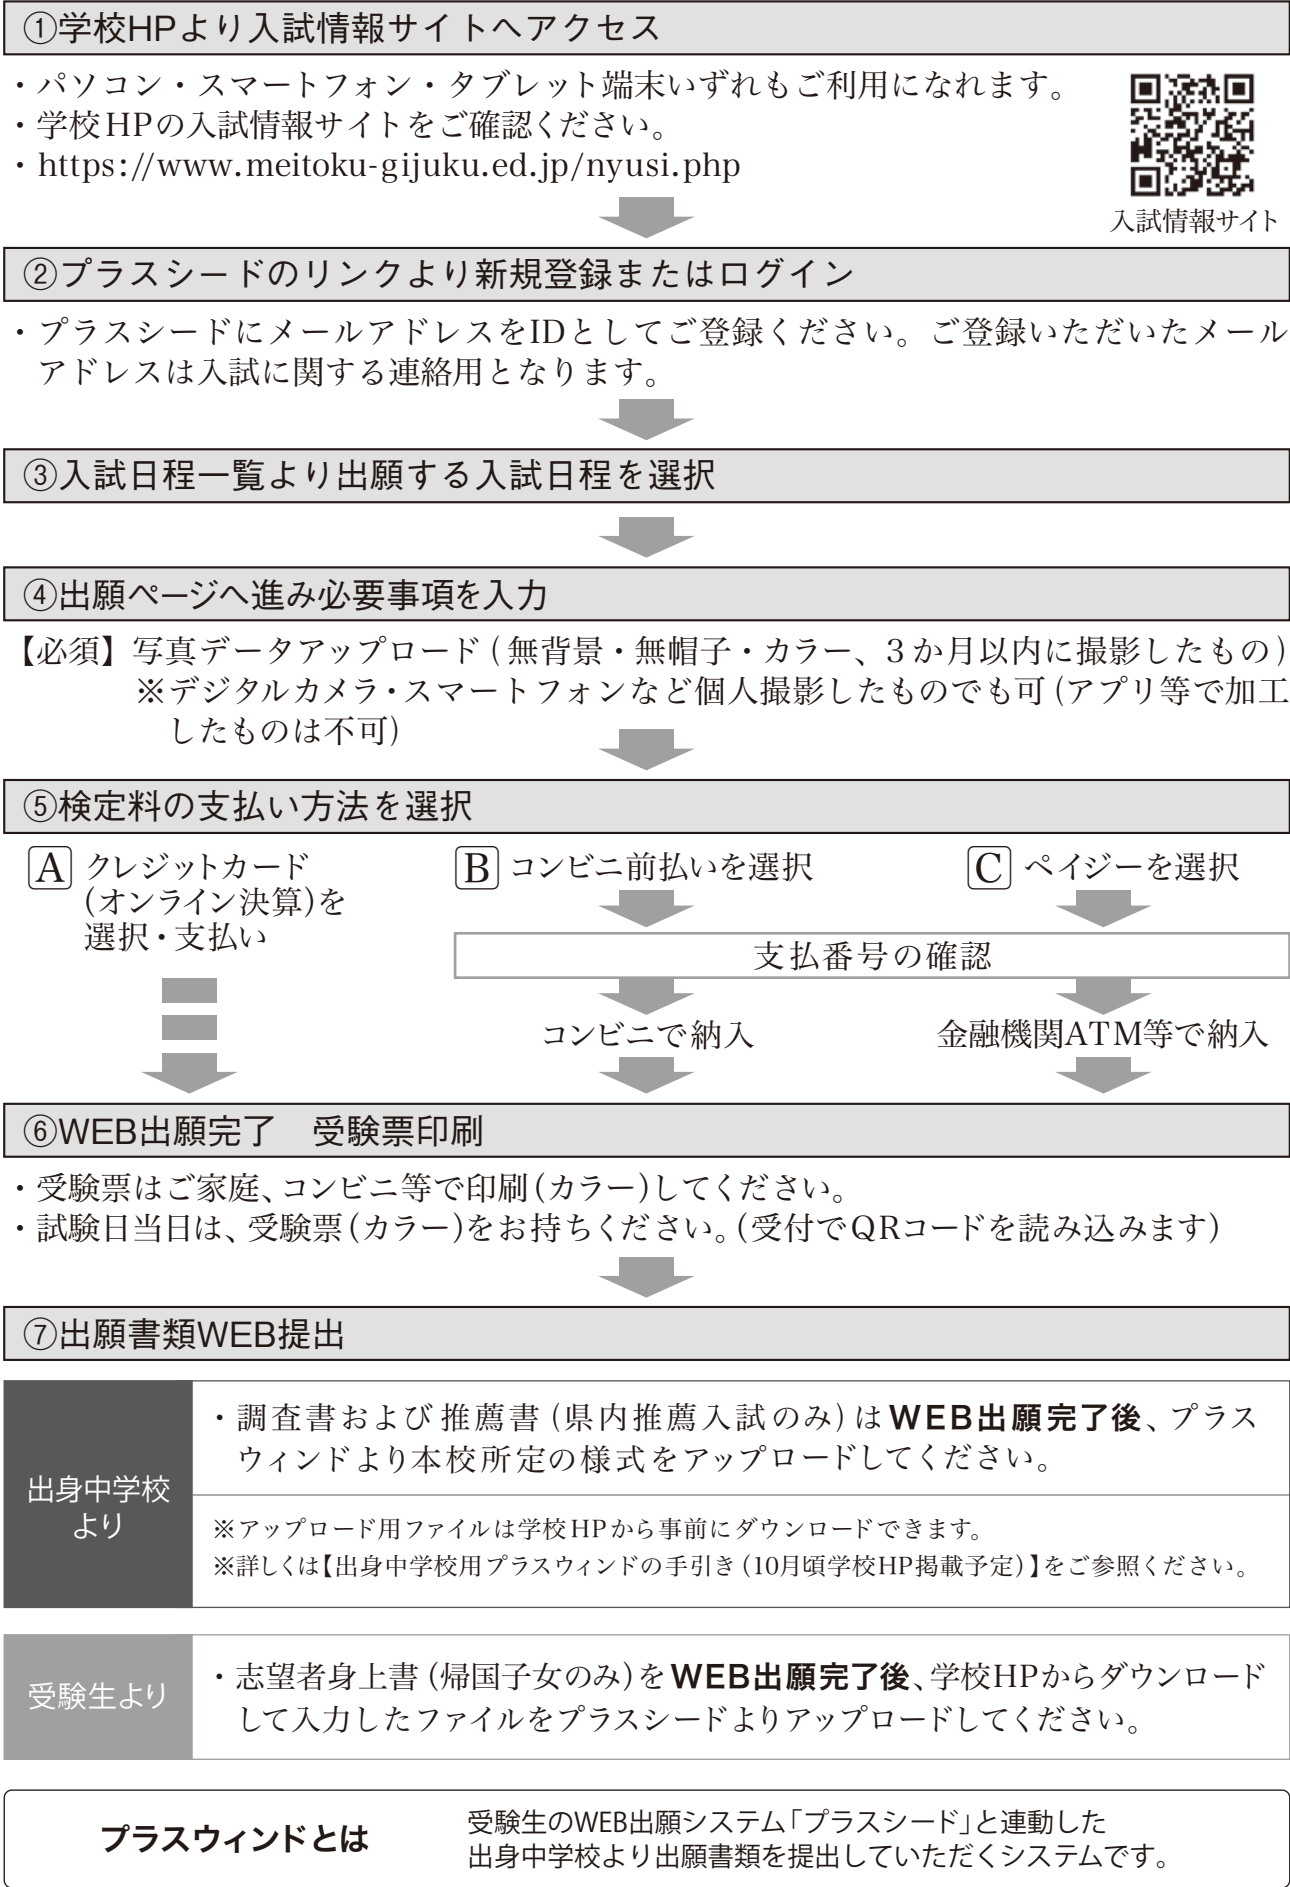 ①学校HPより入試情報サイトへアクセス
・パソコン・スマートフォン・タブレット端末いずれもご利用になれます。
・学校HPの入試情報サイトをご確認ください。
・https://www.meitoku-gijuku.ed.jp/nyusi.php
入試情報サイト
②プラスシードのリンクより新規登録またはログイン
・プラスシードにメールアドレスをIDとしてご登録ください。ご登録いただいたメール
アドレスは入試に関する連絡用となります。
③入試日程一覧より出願する入試日程を選択
④出願ページへ進み必要事項を入力
【必須】写真データアップロード(無背景・無帽子・カラー、3か月以内に撮影したもの)
※デジタルカメラ・スマートフォンなど個人撮影したものでも可(アプリ等で加工
したものは不可)
⑤検定料の支払い方法を選択
A クレジットカード
(オンライン決算)を
選択・支払い
B コンビニ前払いを選択
C ペイジーを選択
支払番号の確認
コンビニで納入
金融機関ATM等で納入
⑥WEB出願完了　受験票印刷
・受験票はご家庭、コンビニ等で印刷(カラー)してください。
・試験日当日は、受験票(カラー)をお持ちください。(受付でQRコードを読み込みます)
⑦出願書類WEB提出
出身中学校
より
・調査書および推薦書(県内推薦入試のみ)はWEB出願完了後、プラス
ウィンドより本校所定の様式をアップロードしてください。
※アップロード用ファイルは学校HPから事前にダウンロードできます。
※詳しくは【出身中学校用プラスウィンドの手引き(10月頃学校HP掲載予定)】をご参照ください。
受験生より
・志望者身上書(帰国子女のみ)をWEB出願完了後、学校HPからダウンロード
して入力したファイルをプラスシードよりアップロードしてください。
プラスウィンドとは
受験生のWEB出願システム「プラスシード」と連動した
出身中学校より出願書類を提出していただくシステムです。